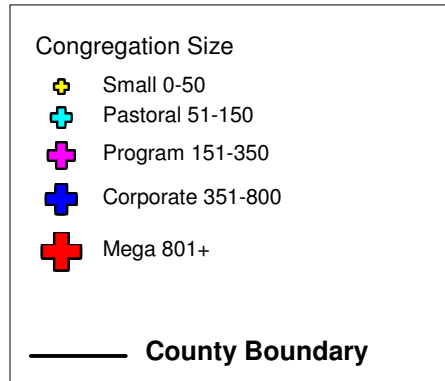 Congregation Size
Small 0-50
Pastoral 51-150
Program 151-350
Corporate 351-800
Mega 801+
County Boundary